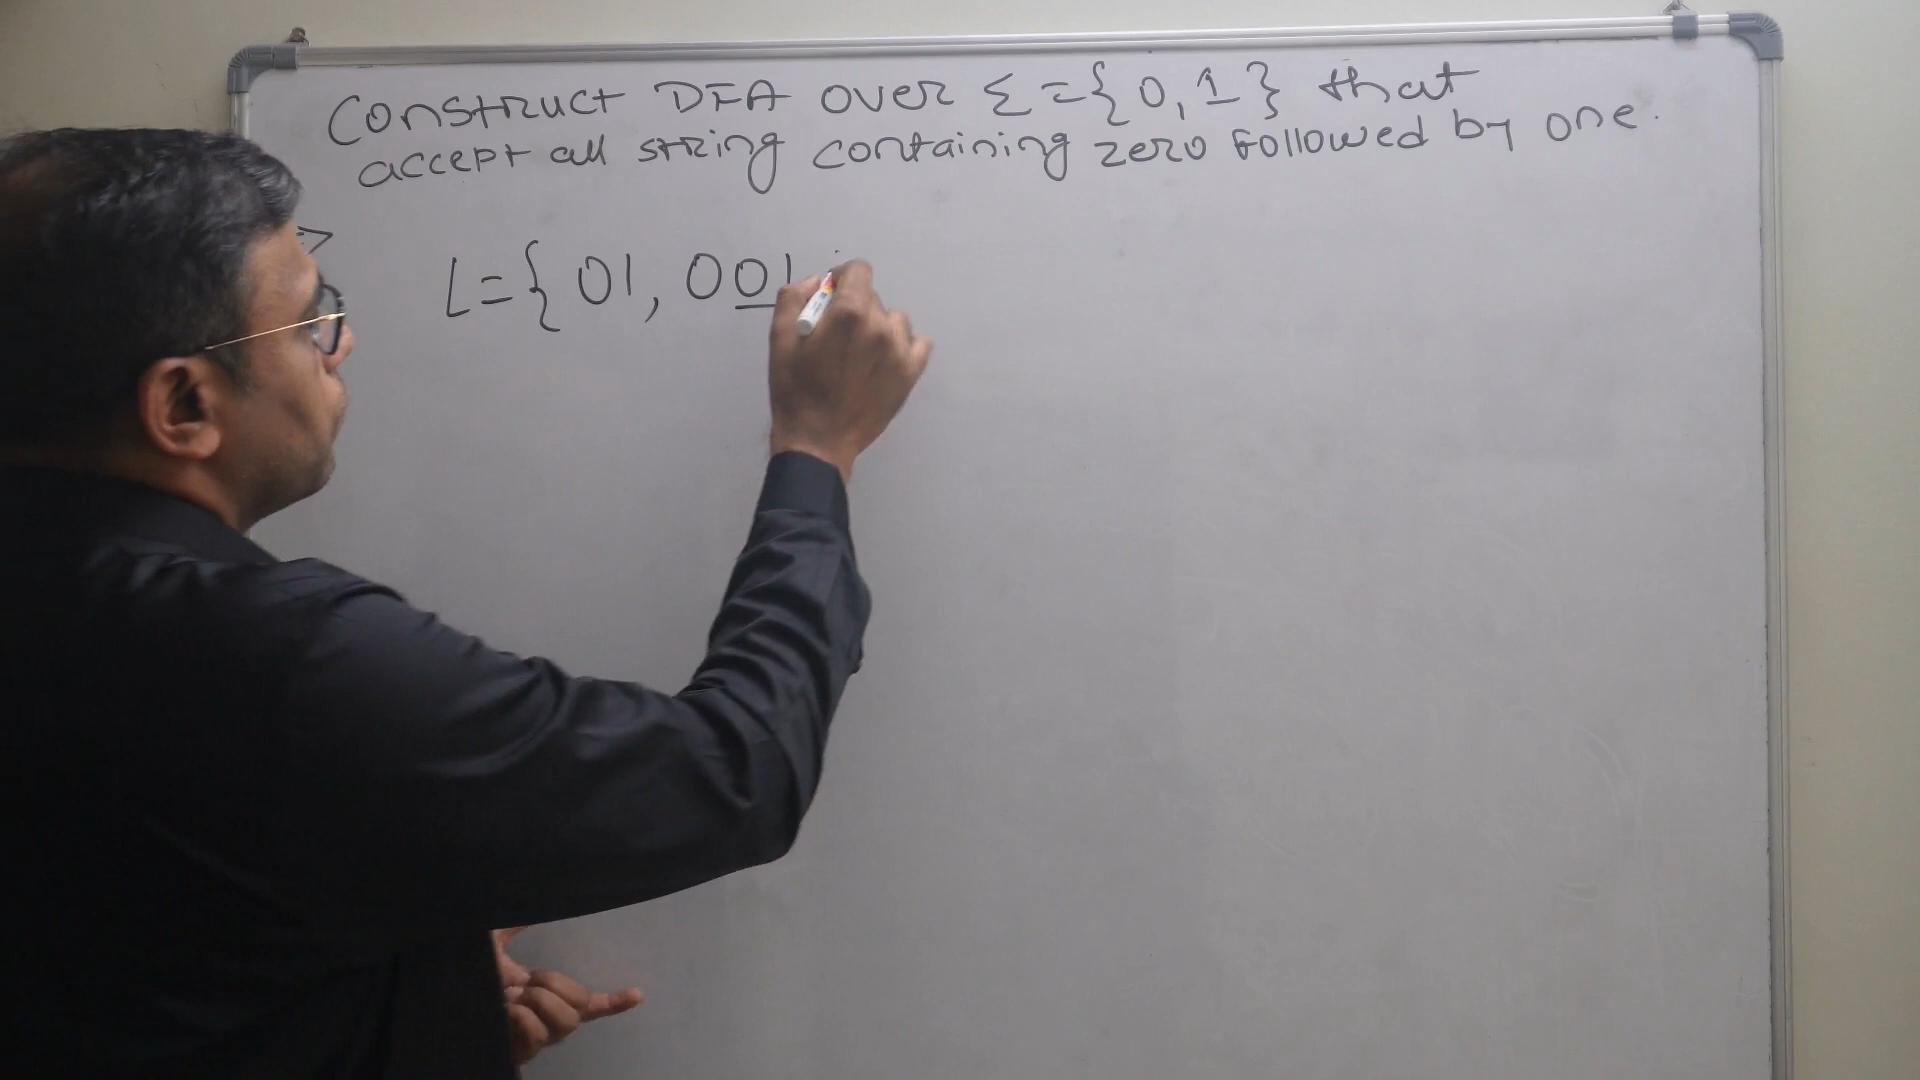 Construct DFA over Σ={0,1} that
accept all string containing zero followed by one.
=>
L={ 01, 001